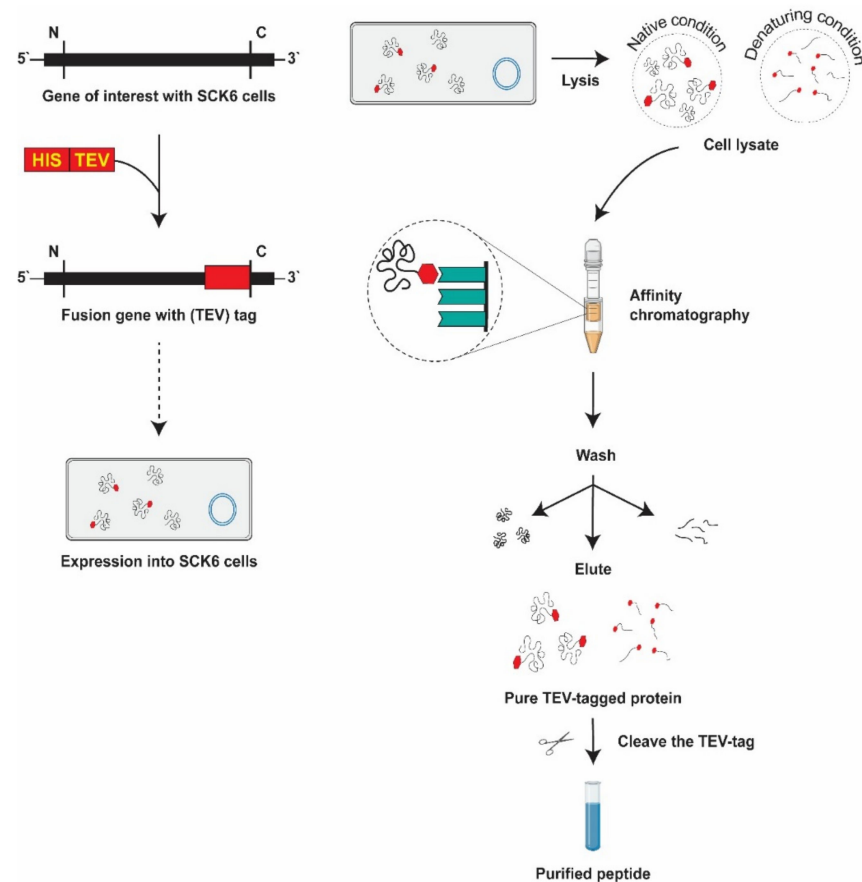 N C
5` 3`
Gene of interest with SCK6 cells
HIS TEV
N C
5` 3`
Fusion gene with (TEV) tag
Expression into SCK6 cells
Lysis
Native condition
Denaturing condition
Cell lysate
Affinity
chromatography
Wash
Elute
Pure TEV-tagged protein
Cleave the TEV-tag
Purified peptide